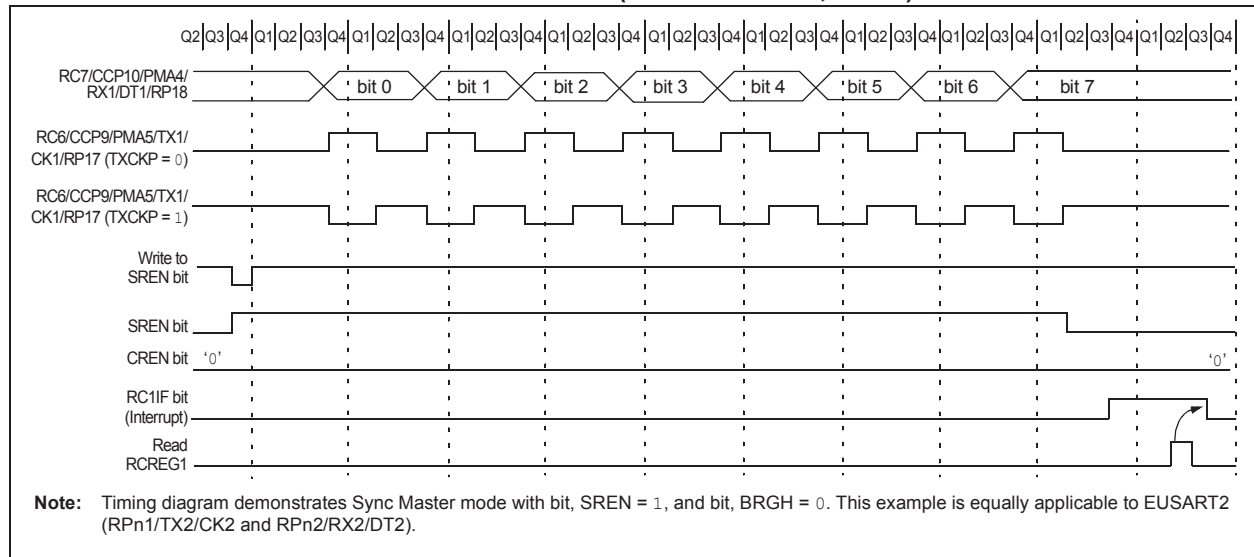 Q2 Q3 Q4 Q1 Q2 Q3 Q4 Q1 Q2 Q3 Q4 Q1 Q2 Q3 Q4 Q1 Q2 Q3 Q4 Q1 Q2 Q3 Q4 Q1 Q2 Q3 Q4 Q1 Q2 Q3 Q4 Q1 Q2 Q3 Q4 Q1 Q2 Q3 Q4 Q1 Q2 Q3 Q4
RC7/CCP10/PMA4/
RX1/DT1/RP18
bit 0 bit 1 bit 2 bit 3 bit 4 bit 5 bit 6 bit 7
RC6/CCP9/PMA5/TX1/
CK1/RP17 (TXCKP = 0)
RC6/CCP9/PMA5/TX1/
CK1/RP17 (TXCKP = 1)
Write to
SREN bit
SREN bit
CREN bit '0' '0'
RC1IF bit
(Interrupt)
Read
RCREG1
Note: Timing diagram demonstrates Sync Master mode with bit, SREN = 1, and bit, BRGH = 0. This example is equally applicable to EUSART2
(RPn1/TX2/CK2 and RPn2/RX2/DT2).